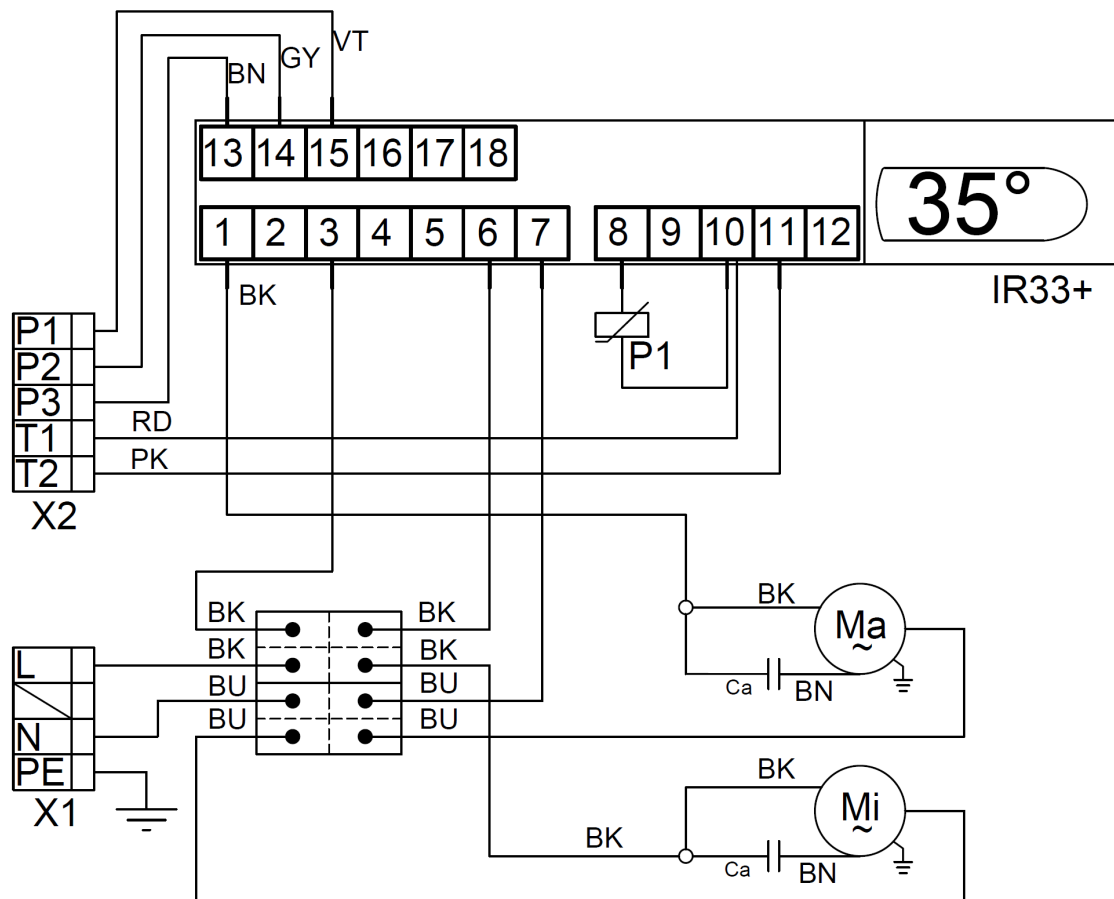 VT
GY
BN
13 14 15 16 17 18
35°
1 2 3 4 5 6 7 8 9 10 11 12
IR33+
BK
P1
P1
P2
P3
RD
T1
PK
T2
X2
BK BK BK
Ma
~
BK BK
L
BU BU
Ca BN
BU BU
N
PE
BK
X1
Mi
~
BK
Ca BN